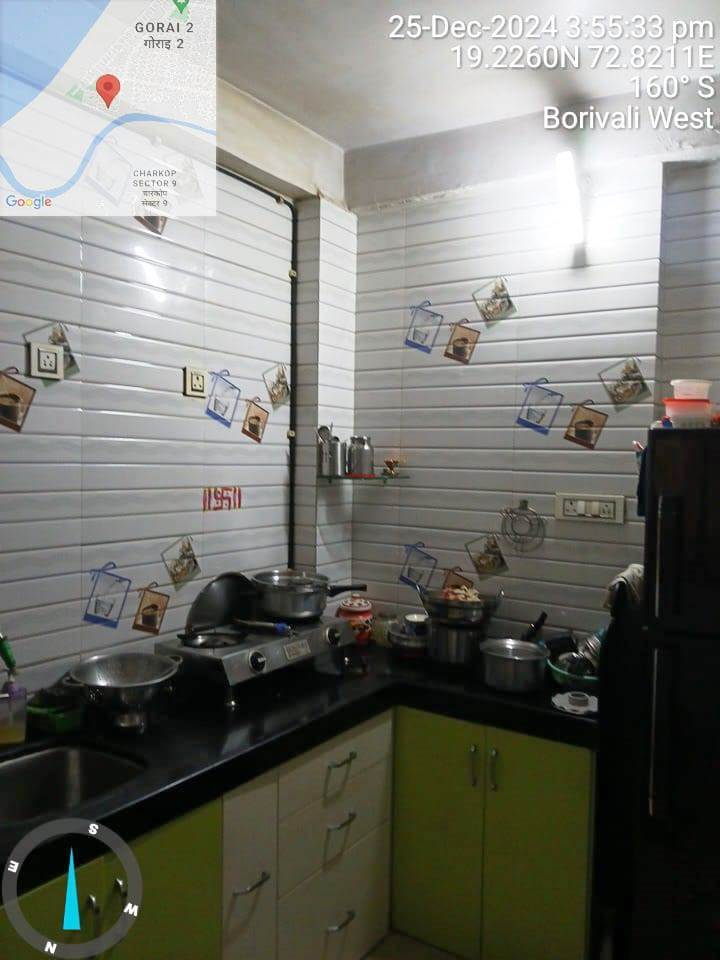 GORAI 2
गोराई 2
CHARKOP
SECTOR 9
चारकोप
सेक्टर 9
Google
25-Dec-2024 3:55:33 pm
19.2260N 72.8211E
160° S
Borivali West
S
E
W
N